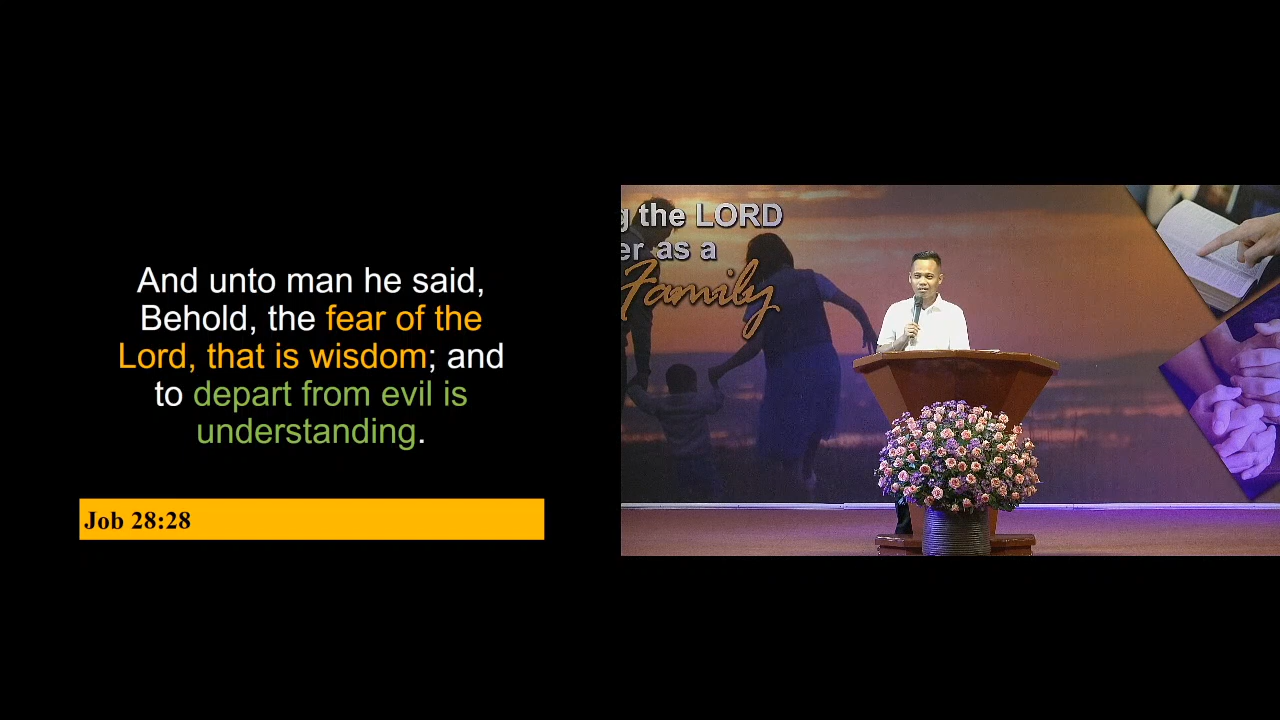 And unto man he said,
Behold, the fear of the
Lord, that is wisdom; and
to depart from evil is
understanding.
Job 28:28
the LORD
as a
Family